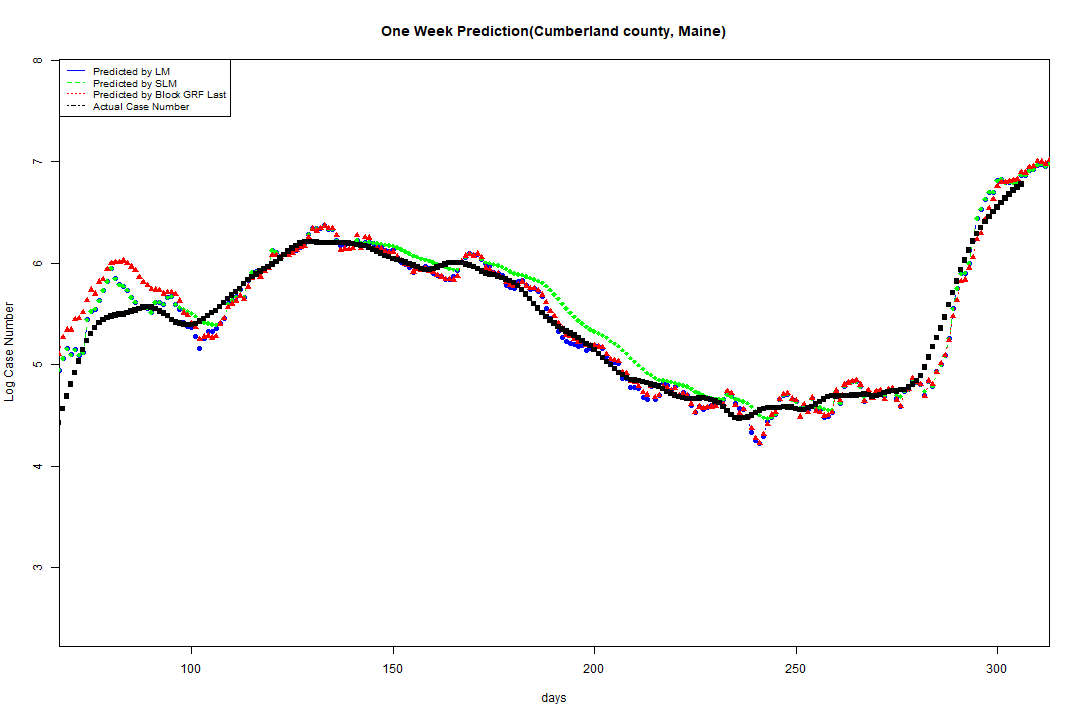 One Week Prediction(Cumberland county, Maine)
Predicted by LM
Predicted by SLM
Predicted by Block GRF Last
Actual Case Number
Log Case Number
8
7
6
5
4
3
100 150 200 250 300
days